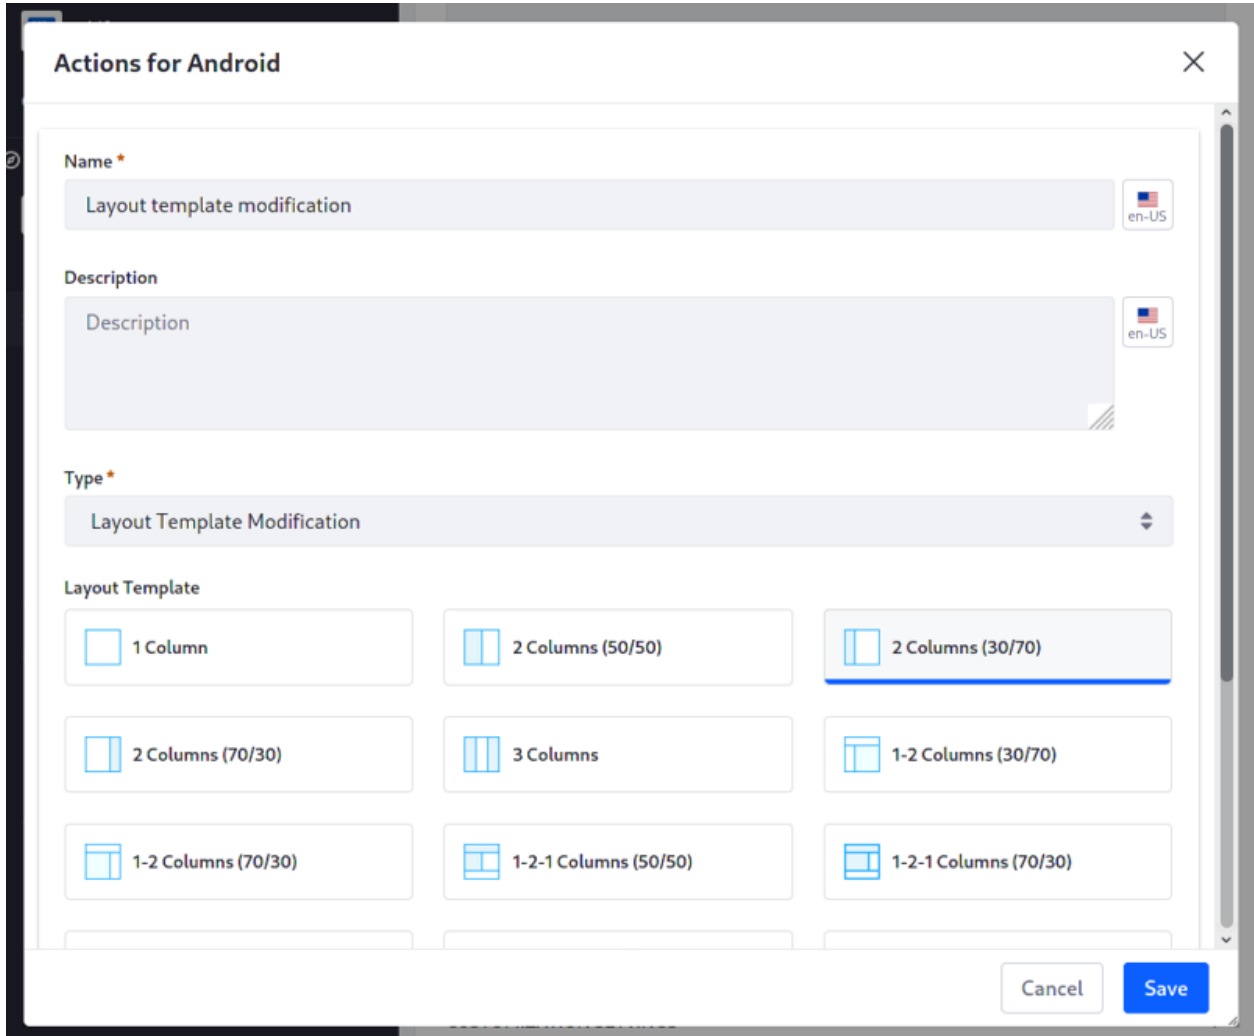 Actions for Android
Name *
Layout template modification
en-US
Description
Description
en-US
Type *
Layout Template Modification
Layout Template
1 Column
2 Columns (50/50)
2 Columns (30/70)
2 Columns (70/30)
3 Columns
1-2 Columns (30/70)
1-2 Columns (70/30)
1-2-1 Columns (50/50)
1-2-1 Columns (70/30)
Cancel
Save